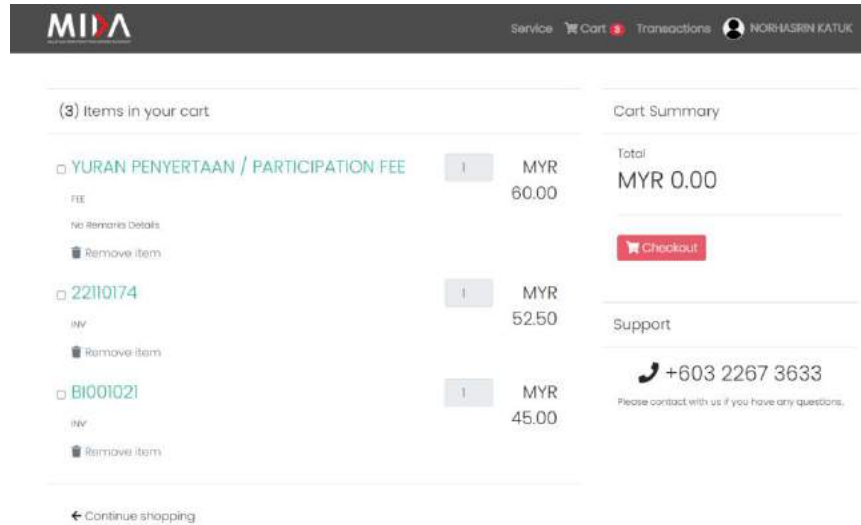 MIDA
Service Cart 3 Transactions NORHASRIN KATUK
(3) Items in your cart
YURAN PENYERTAAN / PARTICIPATION FEE 1 MYR 60.00
FEE
No Remarks Details
Remove item
22110174 1 MYR 52.50
INV
Remove item
BI001021 1 MYR 45.00
INV
Remove item
Continue shopping
Cart Summary
Total
MYR 0.00
Checkout
Support
+603 2267 3633
Please contact with us if you have any questions.